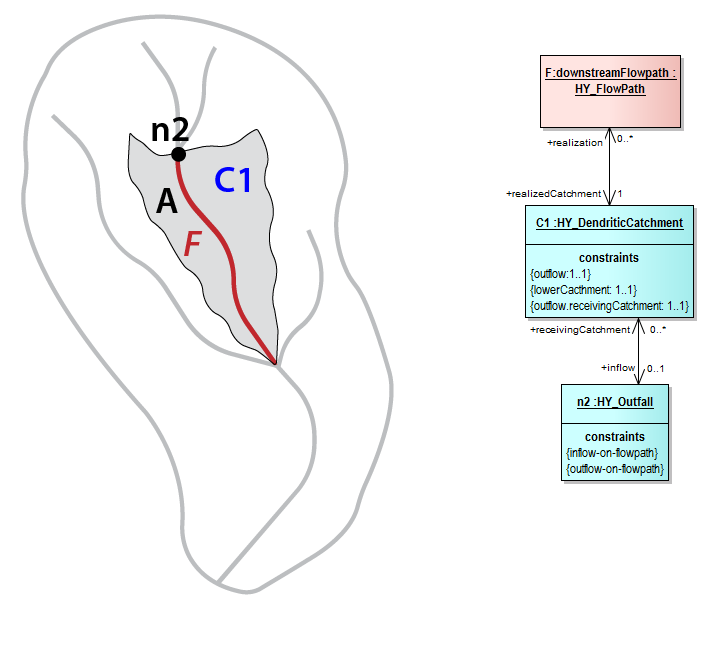 n2
C1
A
F
F:downstreamFlowpath :
HY_FlowPath
+realization
0..*
+realizedCatchment
1
C1 :HY_DendriticCatchment
constraints
{outflow:1..1}
{lowerCacthment: 1..1}
{outflow.receivingCatchment: 1..1}
+receivingCatchment
0..*
+inflow
0..1
n2 :HY_Outfall
constraints
{inflow-on-flowpath}
{outflow-on-flowpath}